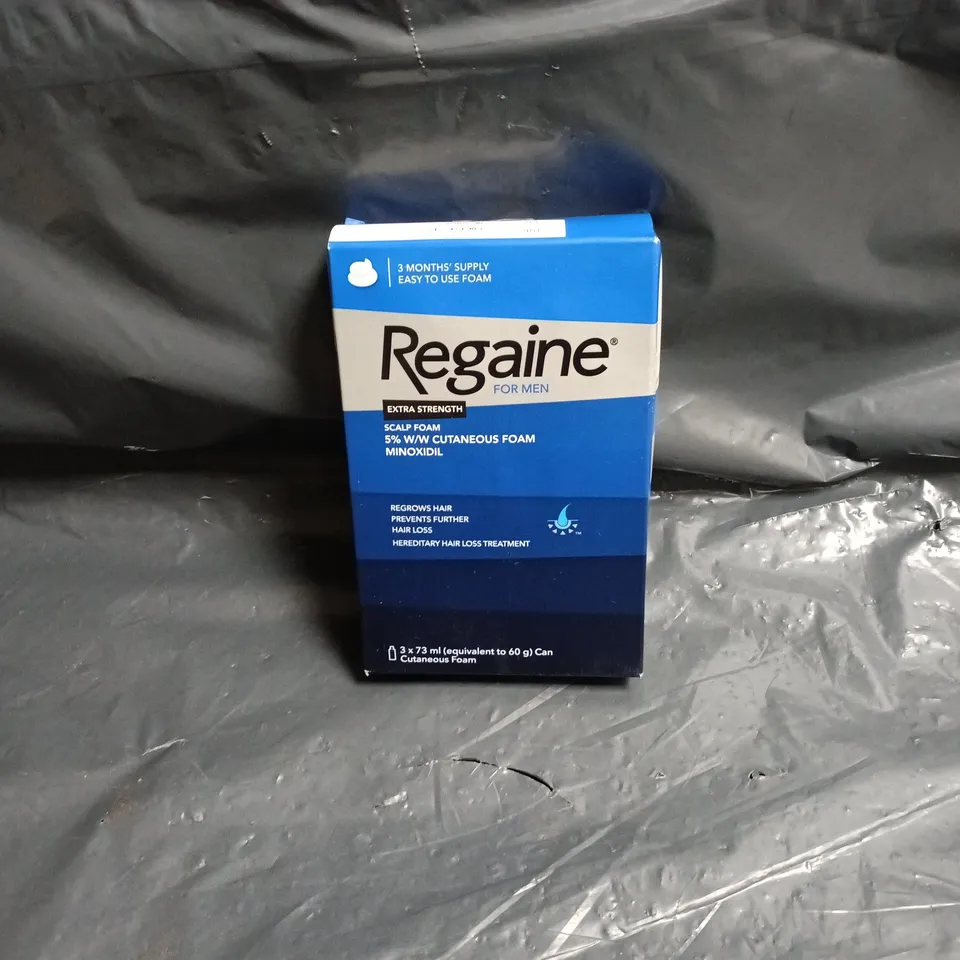 3 MONTHS' SUPPLY
EASY TO USE FOAM
Regaine®
FOR MEN
EXTRA STRENGTH
SCALP FOAM
5% W/W CUTANEOUS FOAM
MINOXIDIL
REGROWS HAIR
PREVENTS FURTHER
HAIR LOSS
HEREDITARY HAIR LOSS TREATMENT
TM
3 x 73 ml (equivalent to 60 g) Can
Cutaneous Foam